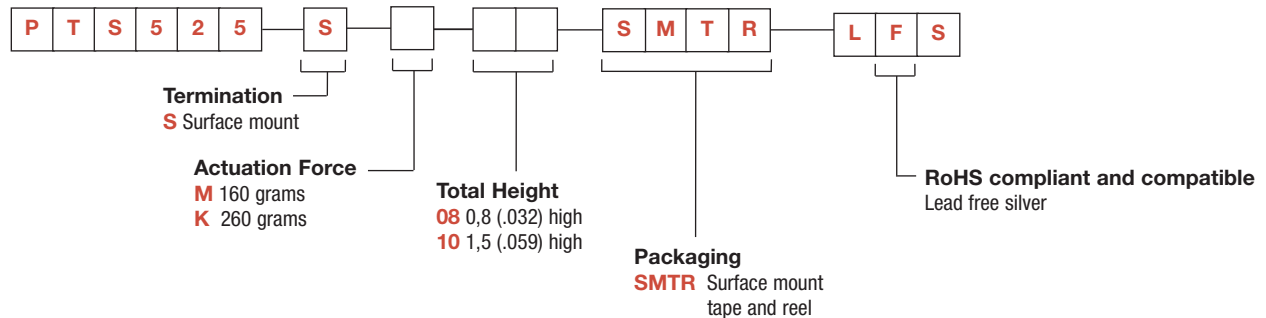 P T S 5 2 5 S S M T R L F S
Termination
S Surface mount
Actuation Force
M 160 grams
K 260 grams
Total Height
08 0,8 (.032) high
10 1,5 (.059) high
Packaging
SMTR Surface mount
tape and reel
RoHS compliant and compatible
Lead free silver